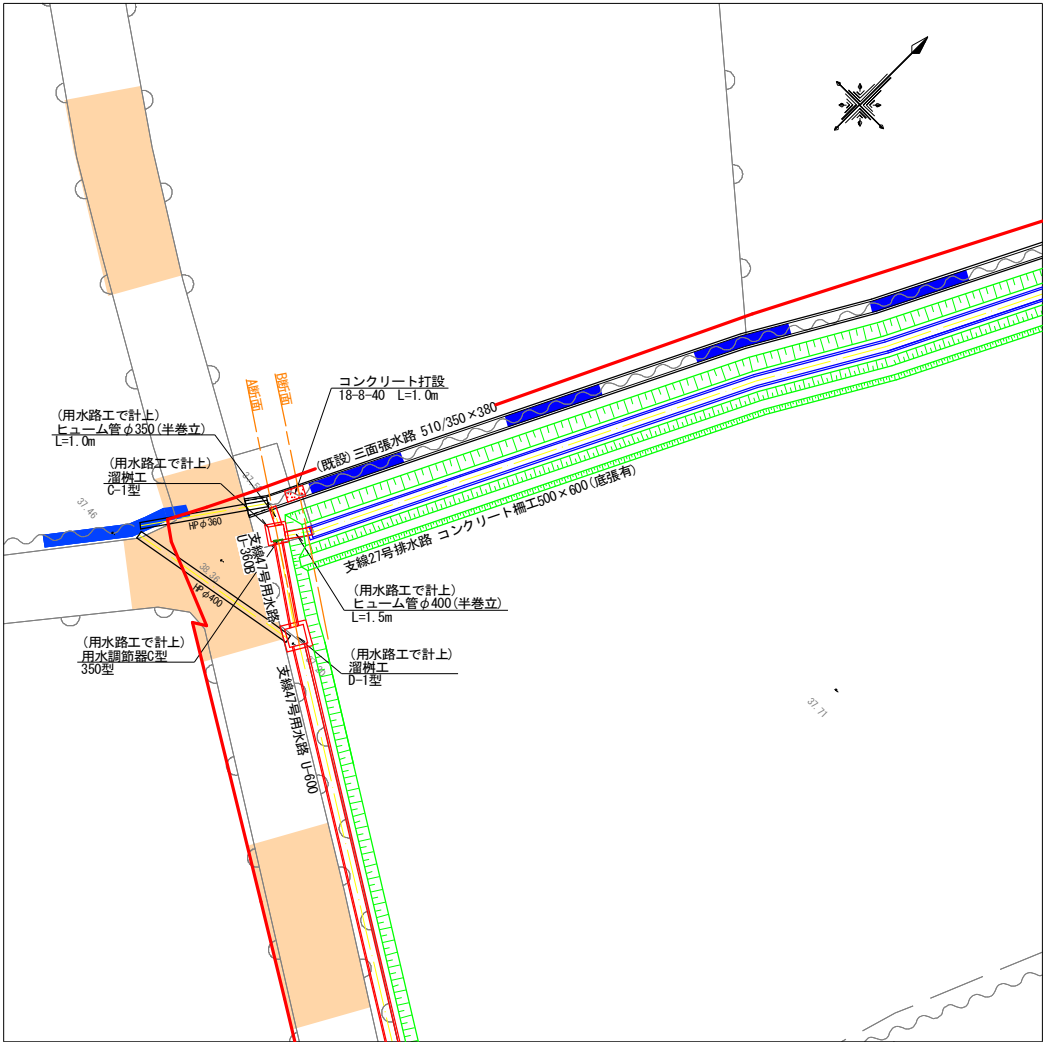 A断面
B断面
コンクリート打設
18-8-40 L=1.0m
(用水路工で計上)
ヒューム管φ350(半巻立)
L=1.0m
(用水路工で計上)
溜桝工
C-1型
(既設)三面張水路 510/350×380
37.46
HPφ360
支線47号用水路
U-360B
38.36
HPφ400
支線27号排水路 コンクリート柵工500×600(底張有)
(用水路工で計上)
ヒューム管φ400(半巻立)
L=1.5m
(用水路工で計上)
用水調節器C型
350型
(用水路工で計上)
溜桝工
D-1型
支線47号用水路 U-600
37.71